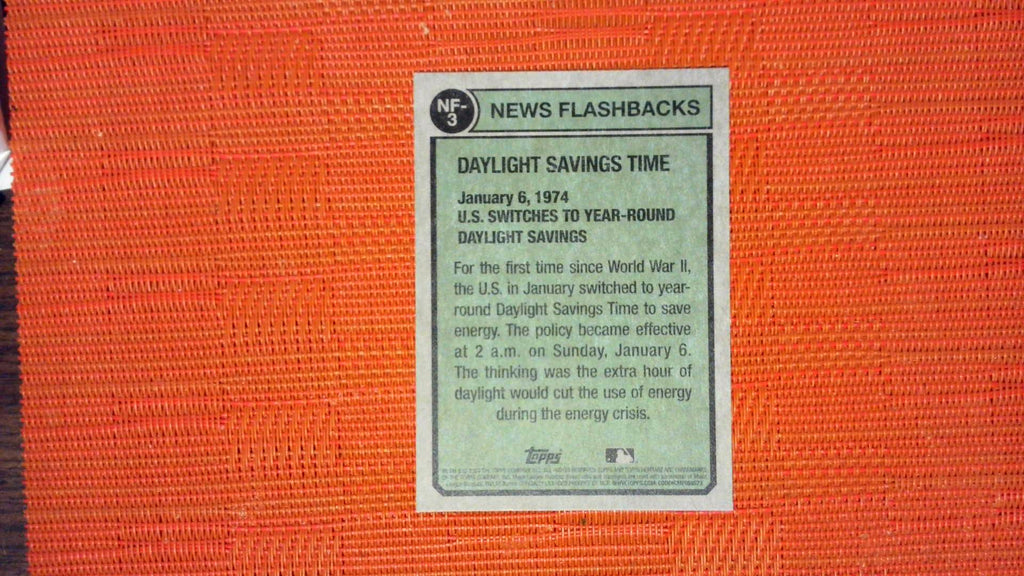 NF-
3
NEWS FLASHBACKS
DAYLIGHT SAVINGS TIME
January 6, 1974
U.S. SWITCHES TO YEAR-ROUND
DAYLIGHT SAVINGS
For the first time since World War II,
the U.S. in January switched to year-
round Daylight Savings Time to save
energy. The policy became effective
at 2 a.m. on Sunday, January 6.
The thinking was the extra hour of
daylight would cut the use of energy
during the energy crisis.
topps